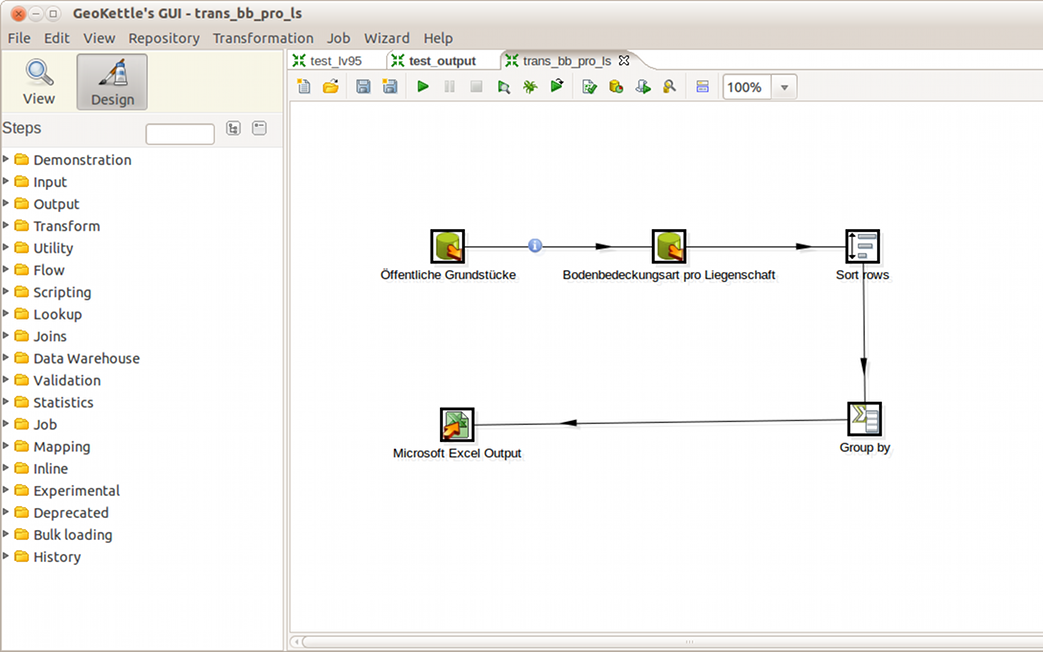 GeoKettle's GUI - trans_bb_pro_ls
File Edit View Repository Transformation Job Wizard Help
View
Design
test_lv95
test_output
trans_bb_pro_ls
100%
Steps
Demonstration
Input
Output
Transform
Utility
Flow
Scripting
Lookup
Joins
Data Warehouse
Validation
Statistics
Job
Mapping
Inline
Experimental
Deprecated
Bulk loading
History
Öffentliche Grundstücke
Bodenbedeckungsart pro Liegenschaft
Sort rows
Microsoft Excel Output
Group by